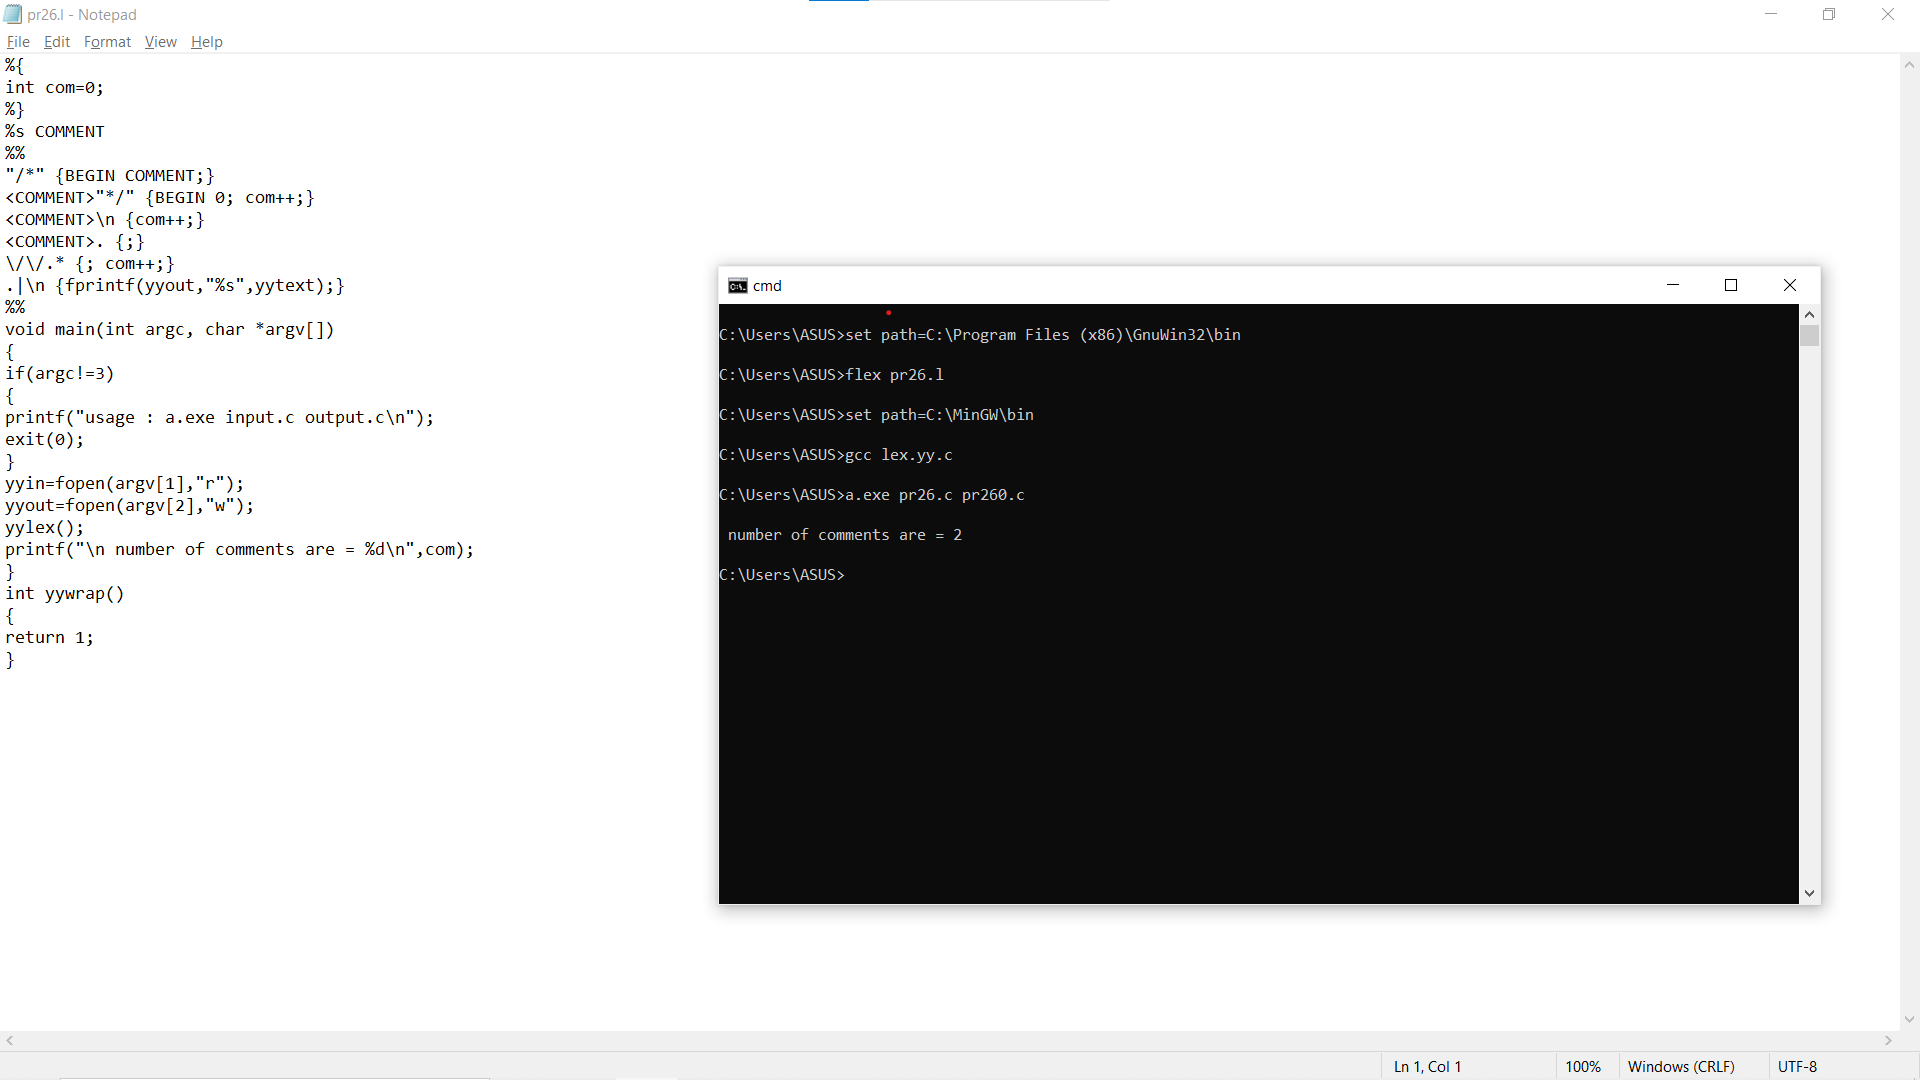 pr26.l - Notepad
File Edit Format View Help
%{
int com=0;
%}
%s COMMENT
%%
"/*" {BEGIN COMMENT;}
<COMMENT>"*/" {BEGIN 0; com++;}
<COMMENT>\n {com++;}
<COMMENT>. {;}
\/\/.* {; com++;}
.|\n {fprintf(yyout,"%s",yytext);}
%%
void main(int argc, char *argv[])
{
if(argc!=3)
{
printf("usage : a.exe input.c output.c\n");
exit(0);
}
yyin=fopen(argv[1],"r");
yyout=fopen(argv[2],"w");
yylex();
printf("\n number of comments are = %d\n",com);
}
int yywrap()
{
return 1;
}
cmd
C:\Users\ASUS>set path=C:\Program Files (x86)\GnuWin32\bin
C:\Users\ASUS>flex pr26.l
C:\Users\ASUS>set path=C:\MinGW\bin
C:\Users\ASUS>gcc lex.yy.c
C:\Users\ASUS>a.exe pr26.c pr260.c
number of comments are = 2
C:\Users\ASUS>
Ln 1, Col 1
100%
Windows (CRLF)
UTF-8